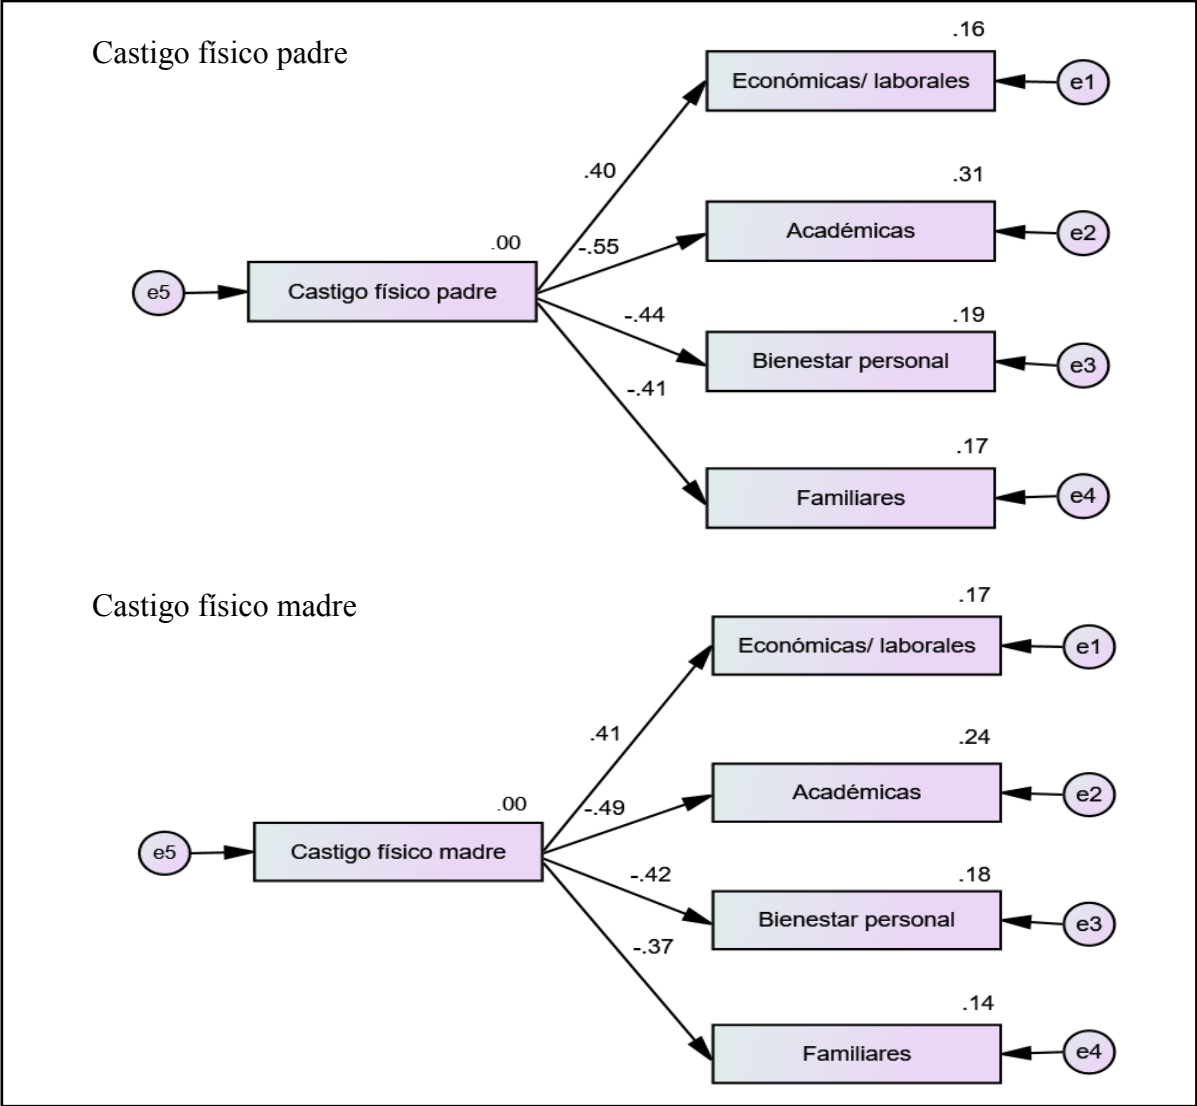 Castigo físico padre
.16
Económicas/ laborales
e1
.40
.31
Académicas
e2
-.55
.00
Castigo físico padre
e5
-.44
.19
Bienestar personal
e3
-.41
.17
Familiares
e4
Castigo físico madre
.17
Económicas/ laborales
e1
.41
.24
Académicas
e2
-.49
.00
Castigo físico madre
e5
-.42
.18
Bienestar personal
e3
-.37
.14
Familiares
e4